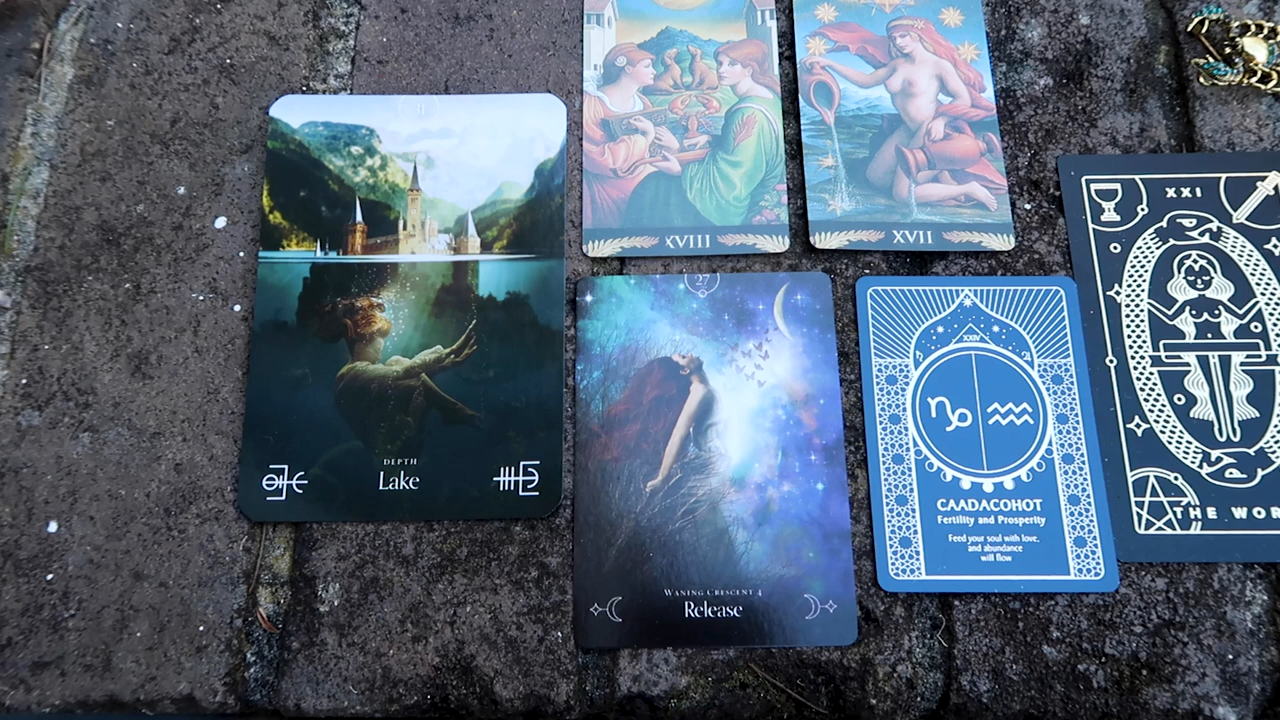 DEPTH
Lake
XVIII
XVII
27
WANING CRESCENT 4
Release
XXIV
CAADACOHOT
Fertility and Prosperity
Feed your soul with love,
and abundance
will flow
XXI
THE WOR